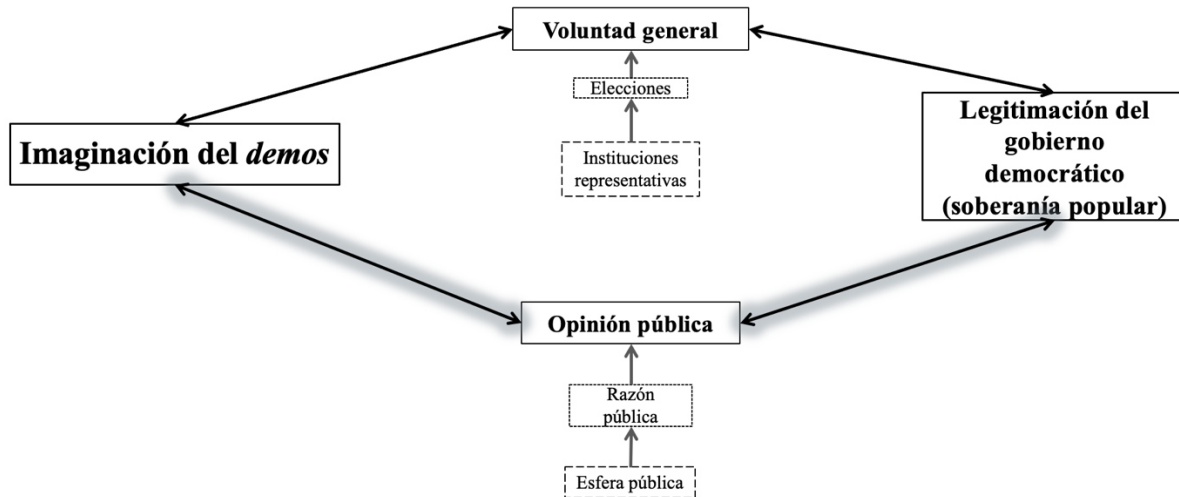 Voluntad general
Elecciones
Imaginación del demos
Instituciones
representativas
Legitimación del
gobierno
democrático
(soberanía popular)
Opinión pública
Razón
pública
Esfera pública